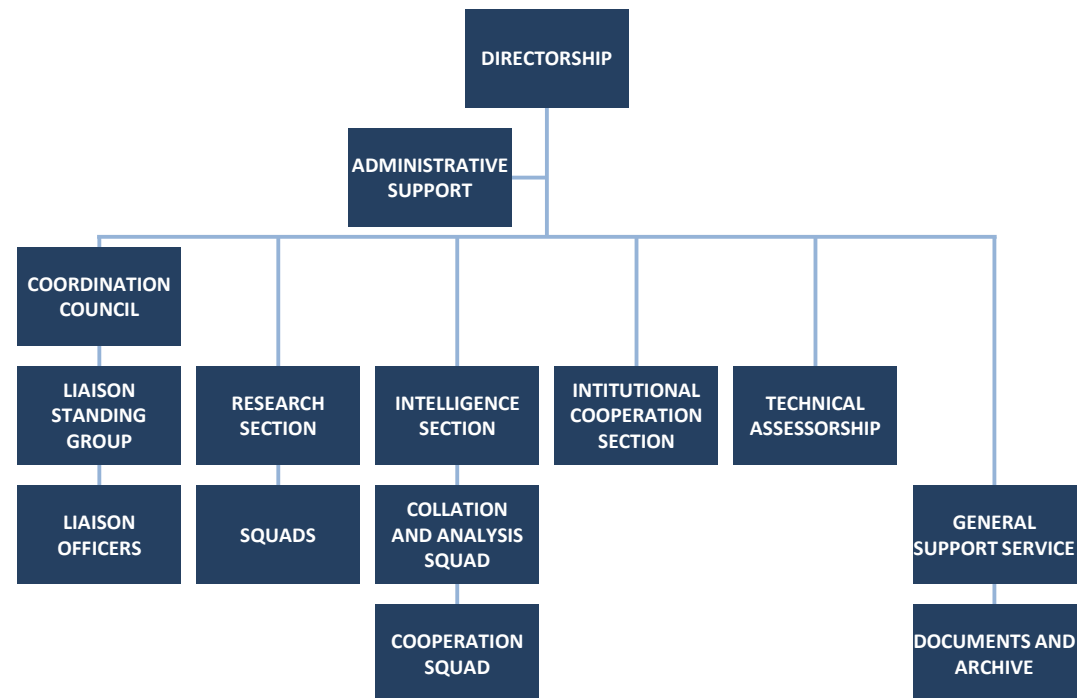 DIRECTORSHIP
ADMINISTRATIVE
SUPPORT
COORDINATION
COUNCIL
LIAISON
STANDING
GROUP
RESEARCH
SECTION
INTELLIGENCE
SECTION
INTITUTIONAL
COOPERATION
SECTION
TECHNICAL
ASSESSORSHIP
LIAISON
OFFICERS
SQUADS
COLLATION
AND ANALYSIS
SQUAD
GENERAL
SUPPORT SERVICE
COOPERATION
SQUAD
DOCUMENTS AND
ARCHIVE